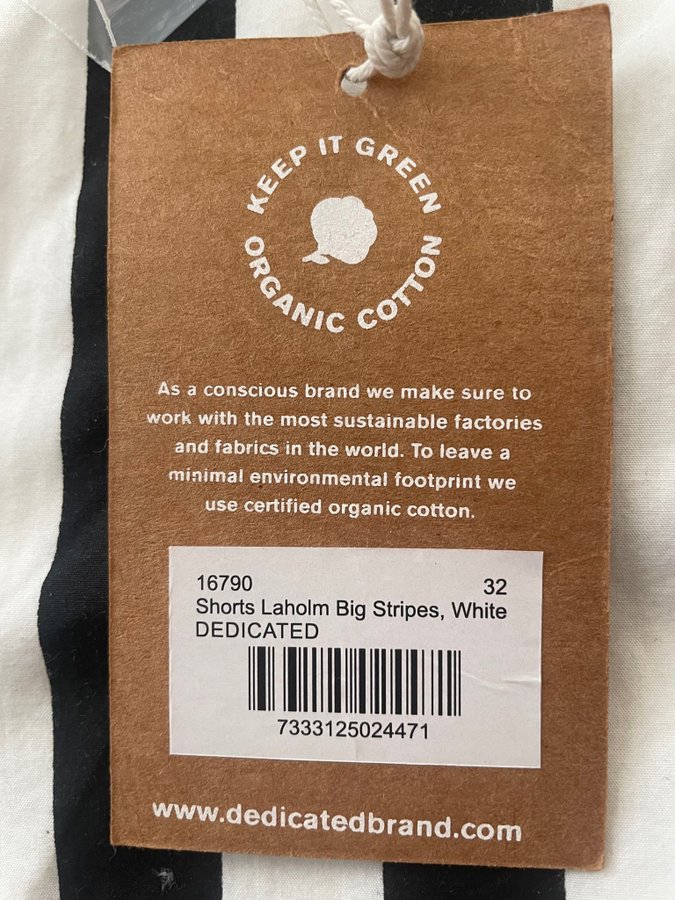 KEEP IT GREEN
ORGANIC COTTON
As a conscious brand we make sure to
work with the most sustainable factories
and fabrics in the world. To leave a
minimal environmental footprint we
use certified organic cotton.
16790 32
Shorts Laholm Big Stripes, White
DEDICATED
7333125024471
www.dedicatedbrand.com